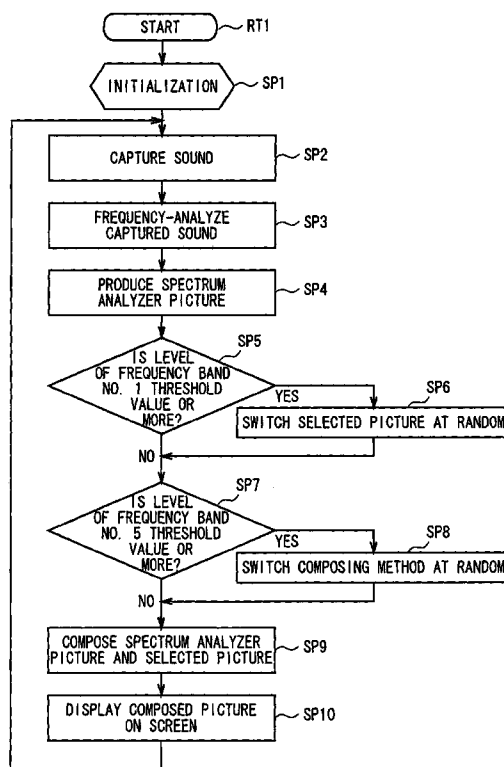 START
RT1
INITIALIZATION
SP1
CAPTURE SOUND
SP2
FREQUENCY-ANALYZE
CAPTURED SOUND
SP3
PRODUCE SPECTRUM
ANALYZER PICTURE
SP4
SP5
IS LEVEL
OF FREQUENCY BAND
NO. 1 THRESHOLD
VALUE OR
MORE?
YES
SP6
SWITCH SELECTED PICTURE AT RANDOM
NO
SP7
IS LEVEL
OF FREQUENCY BAND
NO. 5 THRESHOLD
VALUE OR
MORE?
YES
SP8
SWITCH COMPOSING METHOD AT RANDOM
NO
COMPOSE SPECTRUM ANALYZER
PICTURE AND SELECTED PICTURE
SP9
DISPLAY COMPOSED PICTURE
ON SCREEN
SP10